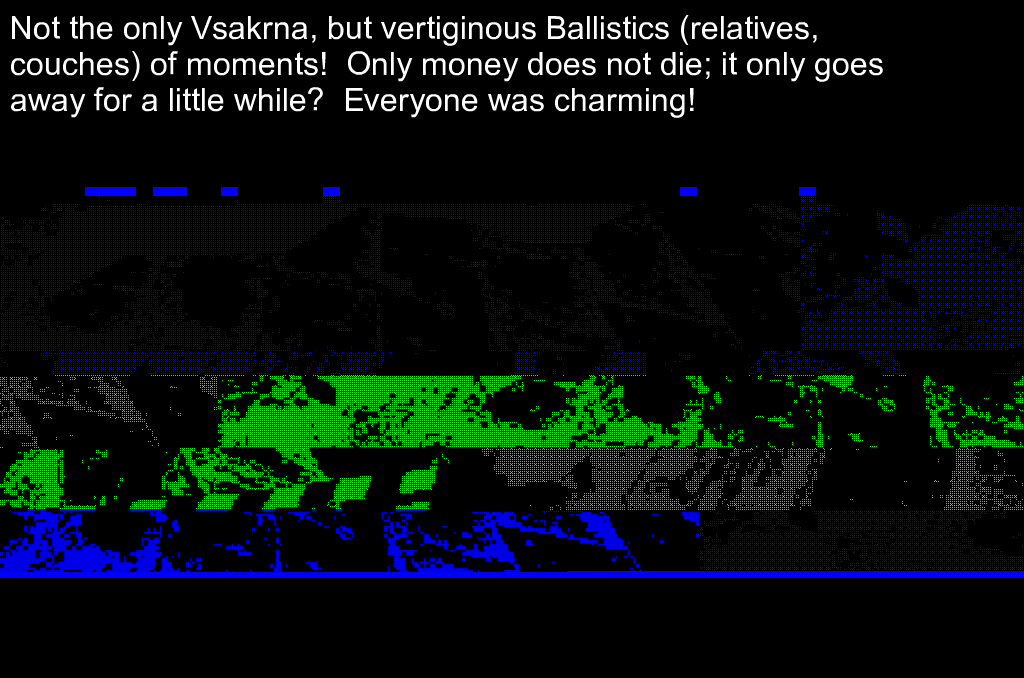 Not the only Vsakrna, but vertiginous Ballistics (relatives,
couches) of moments!  Only money does not die; it only goes
away for a little while?  Everyone was charming!